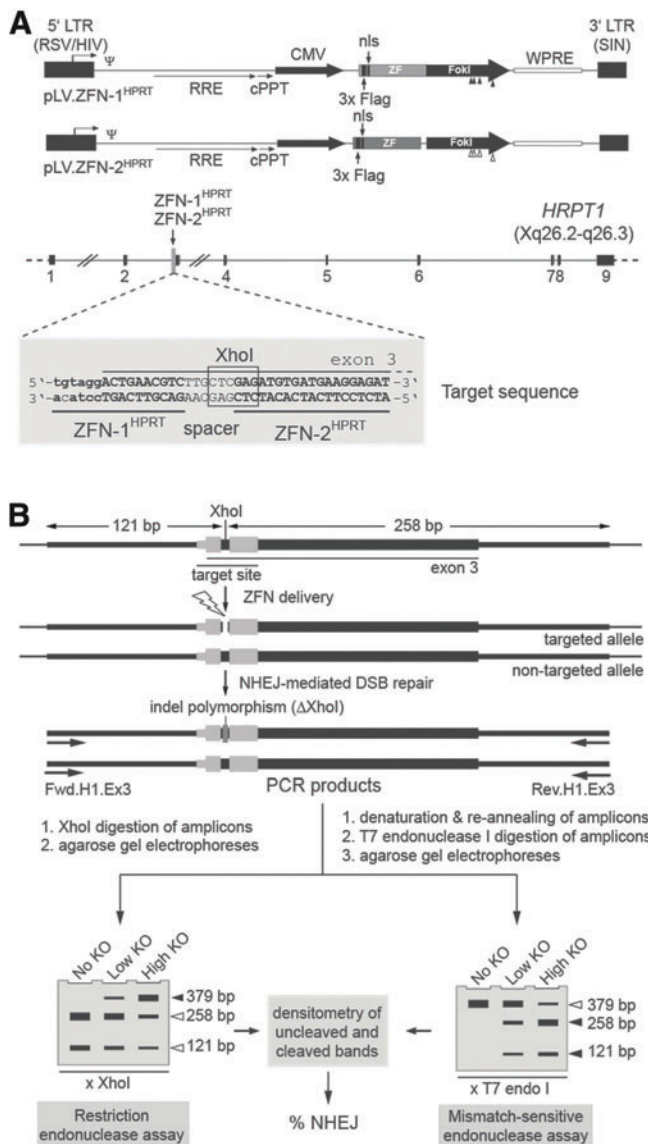 A
5' LTR
(RSV/HIV)
Ψ
CMV
nls
ZF
FokI
WPRE
3' LTR
(SIN)
pLV.ZFN-1HPRT
RRE
cPPT
3x Flag
nls
Ψ
ZF
FokI
pLV.ZFN-2HPRT
RRE
cPPT
3x Flag
ZFN-1HPRT
ZFN-2HPRT
HRPT1
(Xq26.2-q26.3)
1 2 4 5 6 78 9
XhoI
exon 3
5'-tgtaggACTGAACGTCTTGCTCGAGATGTGATGAAGGAGAT-3'
3'-acatccTGACTTGCAGAACGAGCTCTACACTACTTCCTCTA-5'
ZFN-1HPRT spacer ZFN-2HPRT
Target sequence
B
XhoI
121 bp
258 bp
target site
exon 3
ZFN delivery
targeted allele
non-targeted allele
NHEJ-mediated DSB repair
indel polymorphism (ΔXhoI)
Fwd.H1.Ex3
PCR products
Rev.H1.Ex3
1. XhoI digestion of amplicons
2. agarose gel electrophoreses
1. denaturation & re-annealing of amplicons
2. T7 endonuclease I digestion of amplicons
3. agarose gel electrophoreses
No KO
Low KO
High KO
379 bp
258 bp
121 bp
x XhoI
Restriction
endonuclease assay
densitometry of
uncleaved and
cleaved bands
% NHEJ
No KO
Low KO
High KO
379 bp
258 bp
121 bp
x T7 endo I
Mismatch-sensitive
endonuclease assay